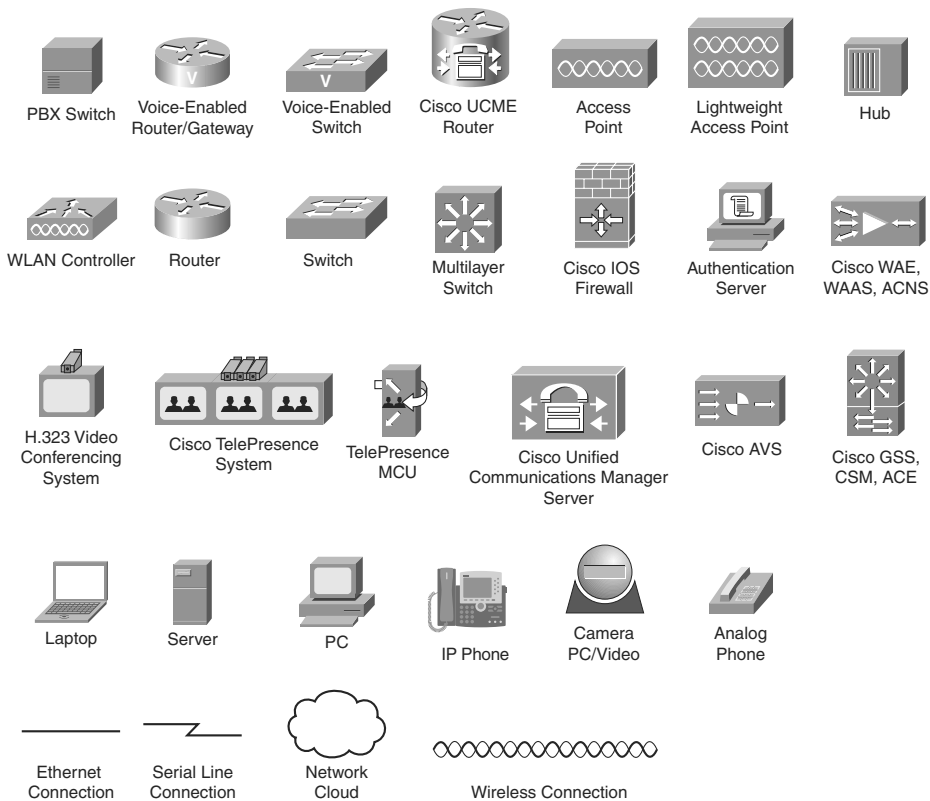 PBX Switch
Voice-Enabled
Router/Gateway
V
Voice-Enabled
Switch
V
Cisco UCME
Router
Access
Point
Lightweight
Access Point
Hub
WLAN Controller
Router
Switch
Multilayer
Switch
Cisco IOS
Firewall
Authentication
Server
Cisco WAE,
WAAS, ACNS
H.323 Video
Conferencing
System
Cisco TelePresence
System
TelePresence
MCU
Cisco Unified
Communications Manager
Server
Cisco AVS
Cisco GSS,
CSM, ACE
Laptop
Server
PC
IP Phone
Camera
PC/Video
Analog
Phone
Ethernet
Connection
Serial Line
Connection
Network
Cloud
Wireless Connection